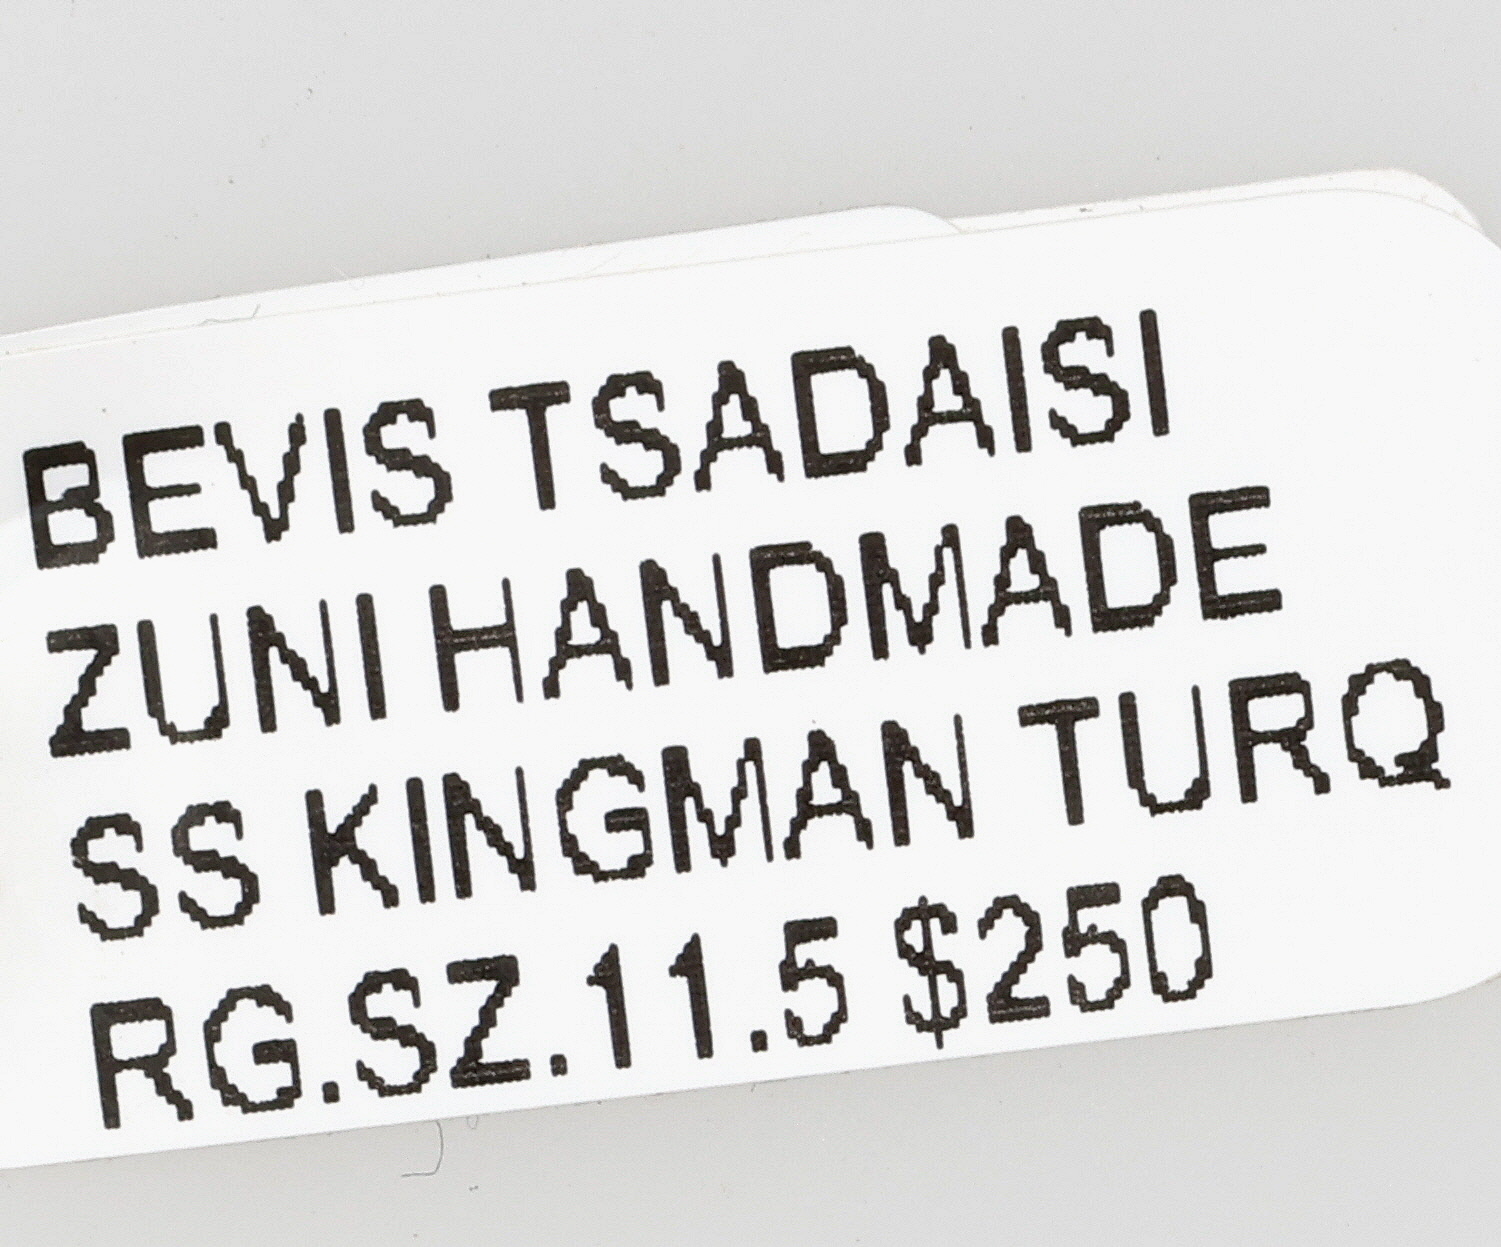 BEVIS TSADAISI
ZUNI HANDMADE
SS KINGMAN TURQ
RG.SZ.11.5 $250